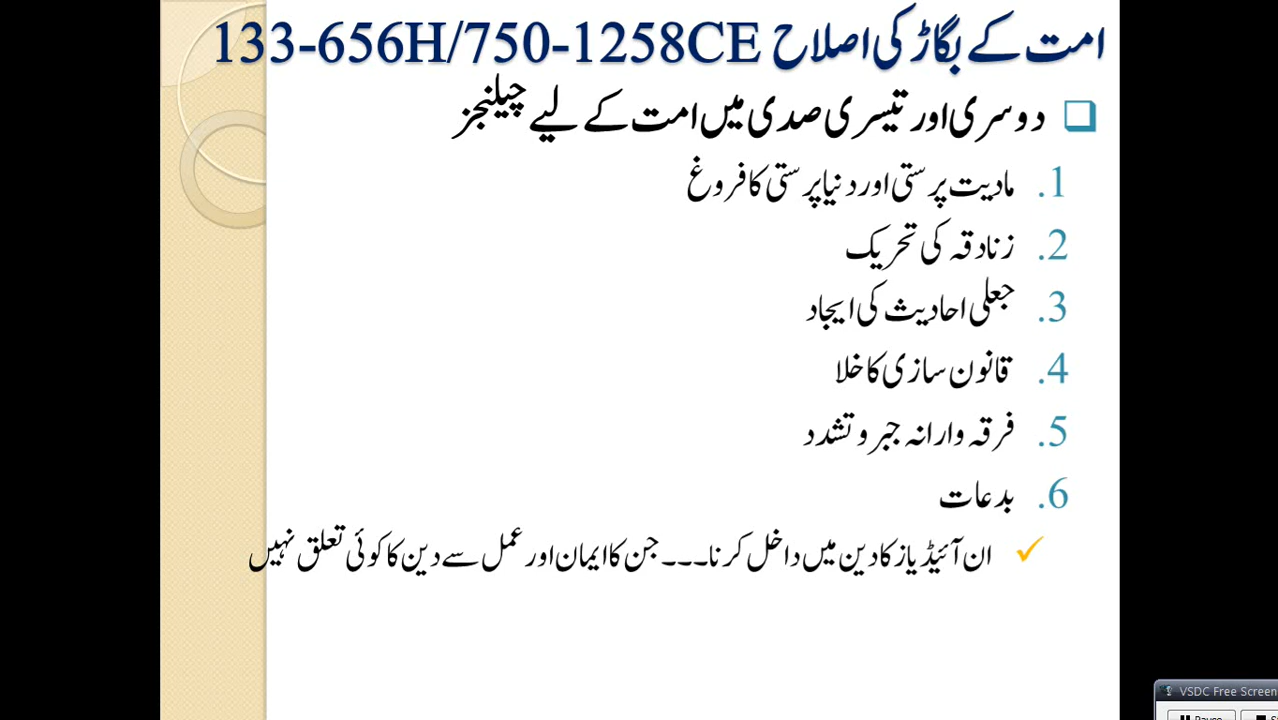 امت کے بگاڑ کی اصلاح 133-656H/750-1258CE
دوسری اور تیسری صدی میں امت کے لیے چیلنجز
1. مادیت پرستی اور دنیا پرستی کا فروغ
2. زنادقہ کی تحریک
3. جعلی احادیث کی ایجاد
4. قانون سازی کا خلا
5. فرقہ وارانہ جبر و تشدد
6. بدعات
✓ ان آئیڈیاز کا دین میں داخل کرنا۔۔۔ جن کا ایمان اور عمل سے دین کا کوئی تعلق نہیں
VSDC Free Screen
Pause